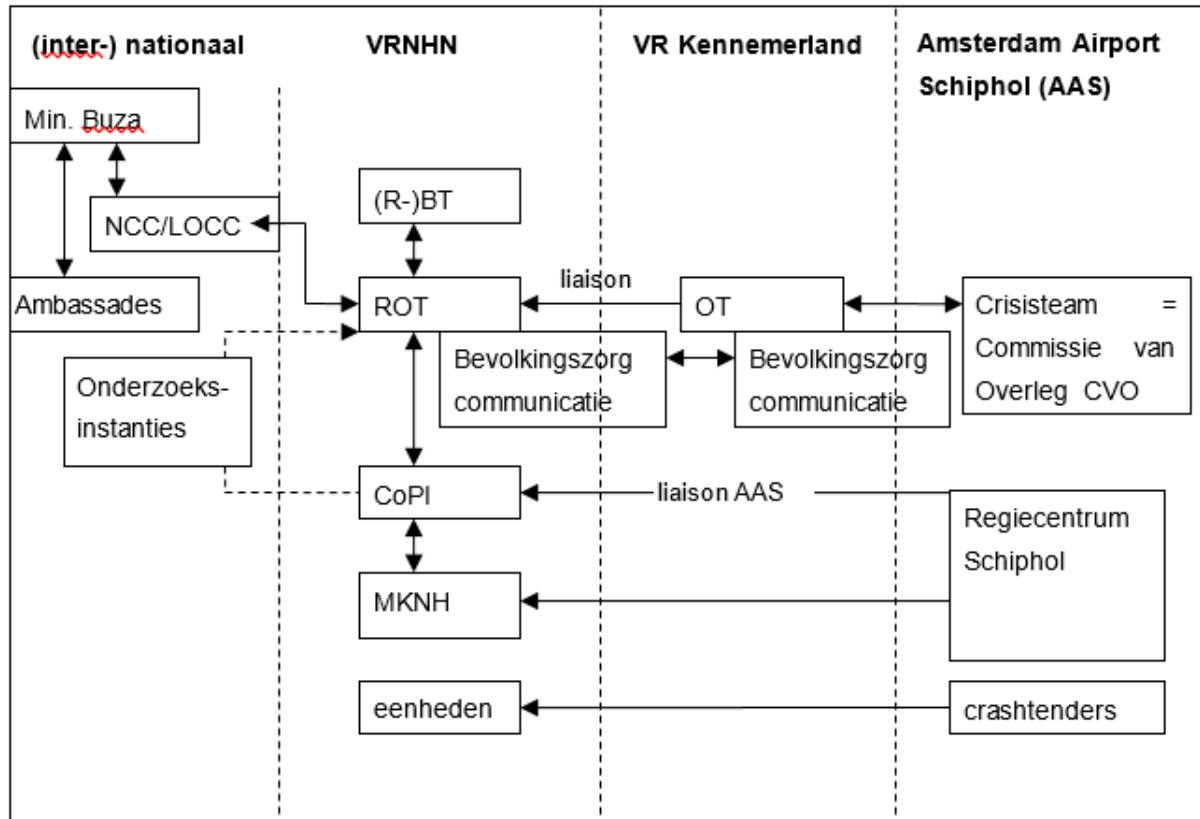 (inter-) nationaal
VRNHN
VR Kennemerland
Amsterdam Airport
Schiphol (AAS)
Min. Buza
(R-)BT
NCC/LOCC
Ambassades
ROT
liaison
OT
Crisisteam =
Commissie van
Overleg CVO
Bevolkingszorg
communicatie
Bevolkingszorg
communicatie
Onderzoeks-
instanties
CoPI
liaison AAS
Regiecentrum
Schiphol
MKNH
eenheden
crashtenders